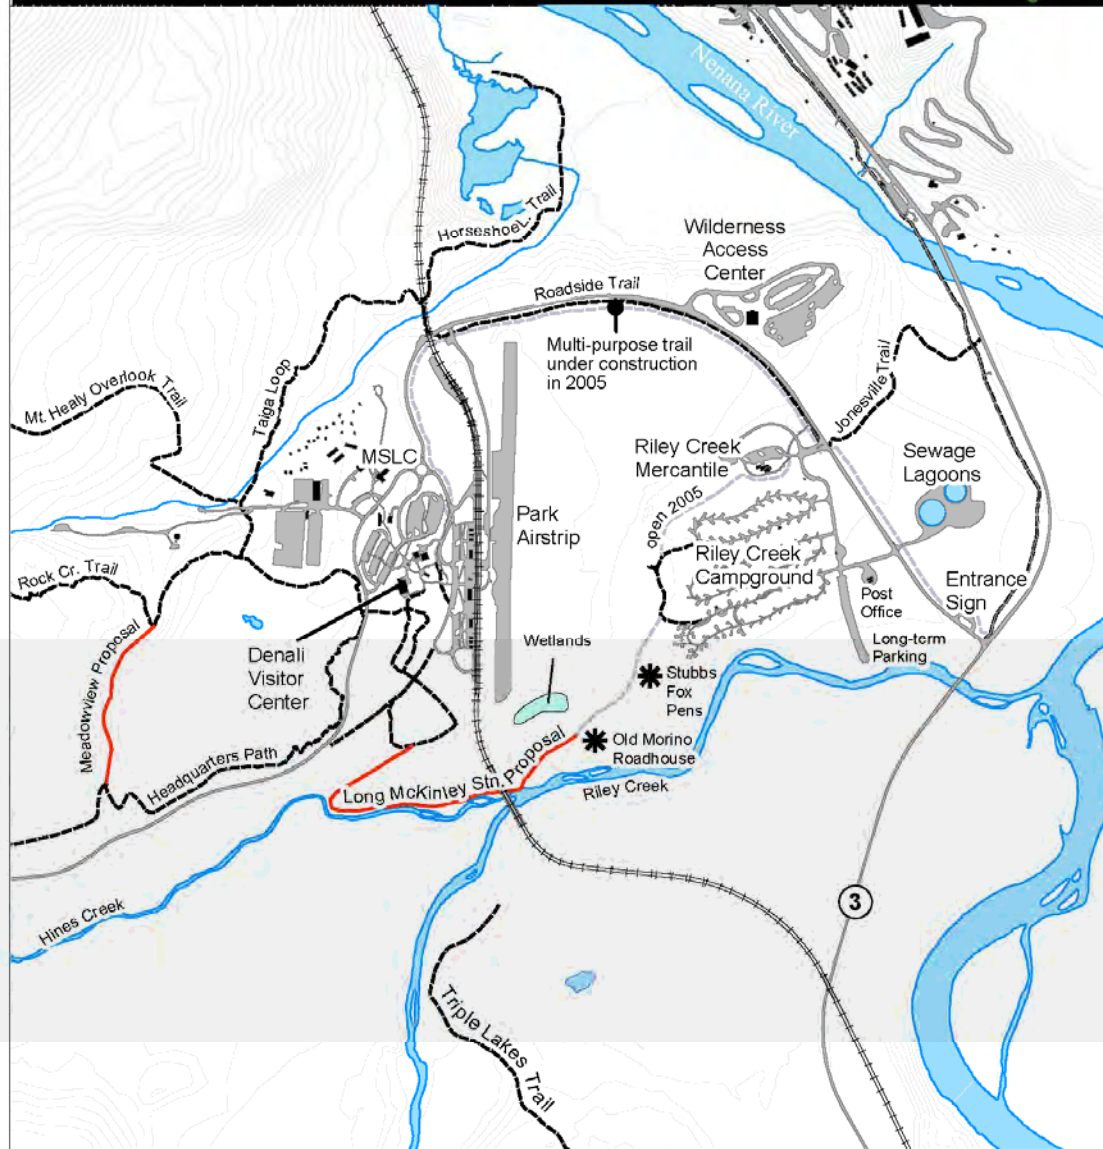 Nenana River
Wilderness
Access
Center
Horseshoe L. Trail
Roadside Trail
Multi-purpose trail
under construction
in 2005
Mt. Healy Overlook Trail
Taiga Loop
Jonesville Trail
MSLC
Riley Creek
Mercantile
Sewage
Lagoons
open 2005
Park
Airstrip
Riley Creek
Campground
Rock Cr. Trail
Post
Office
Entrance
Sign
Long-term
Parking
Wetlands
Meadowview Proposal
Denali
Visitor
Center
Stubbs
Fox
Pens
Old Morino
Roadhouse
Headquarters Path
Long McKinley Stn. Proposal
Riley Creek
Hines Creek
3
Triple Lakes Trail